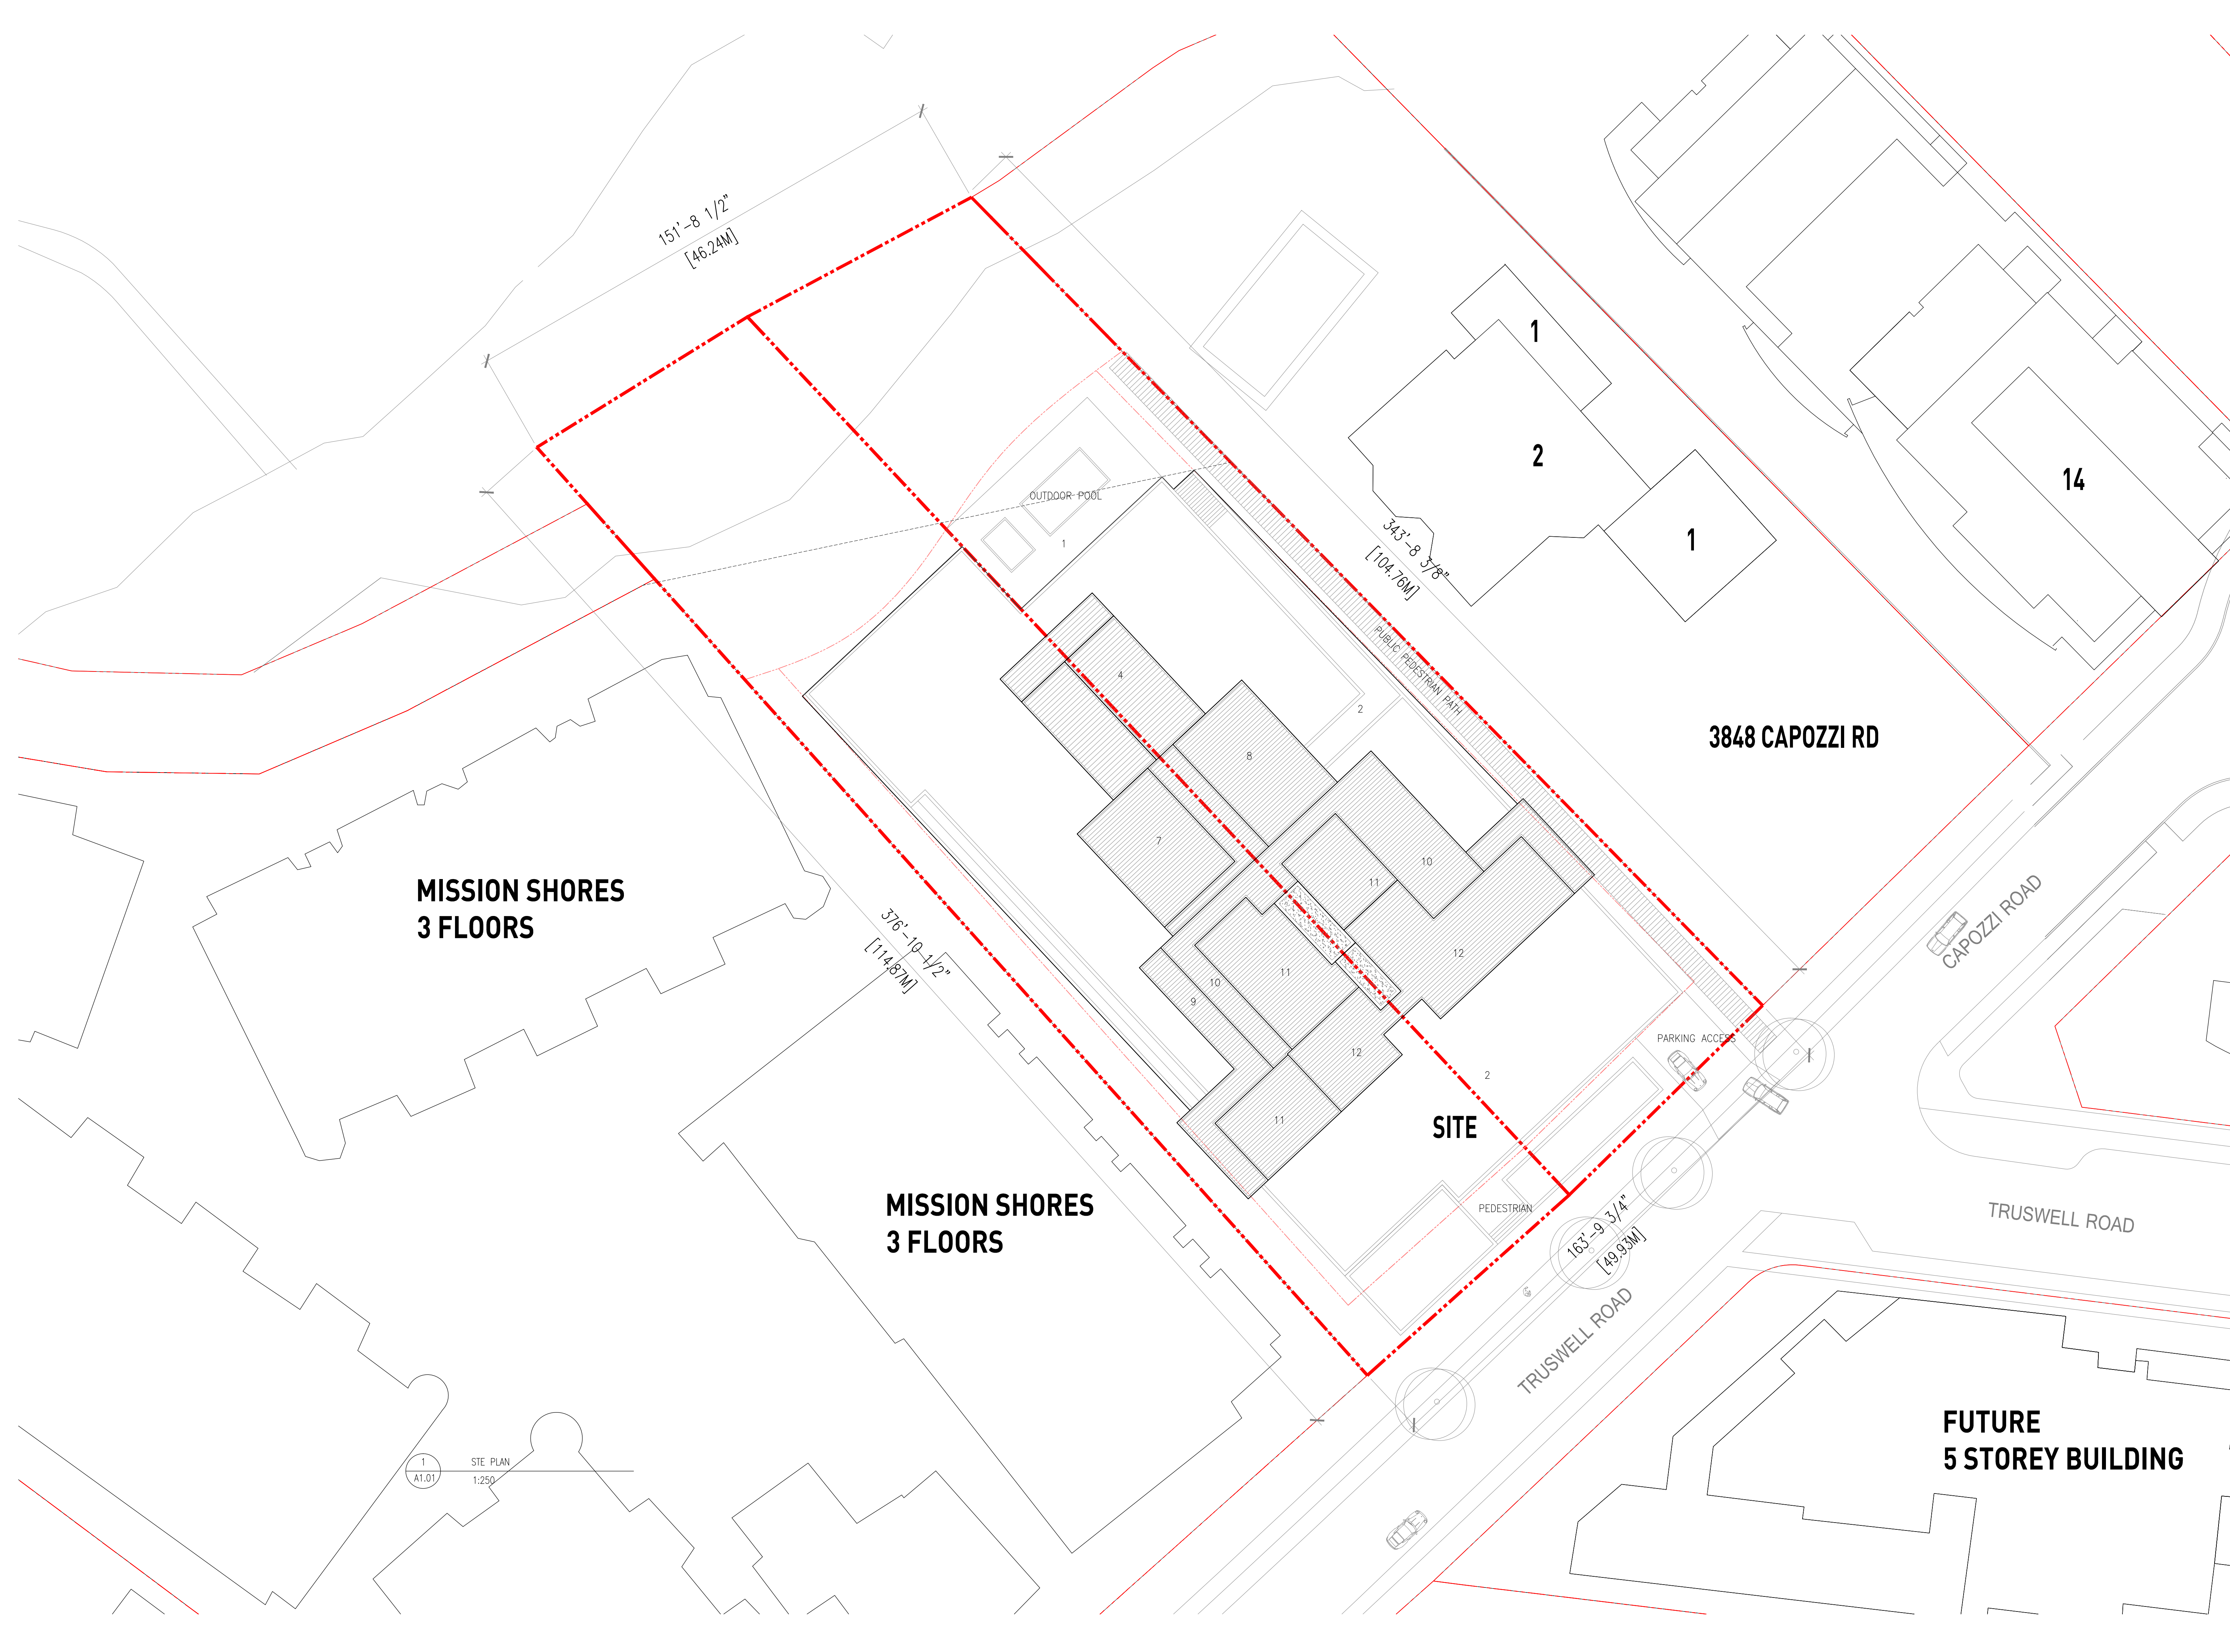 151'-8 1/2"
[46.24M]
1
2
14
OUTDOOR POOL
1
1
343'-8 3/8"
[104.76M]
PUBLIC PEDESTRIAN PATH
4
2
3848 CAPOZZI RD
8
7
10
11
MISSION SHORES
3 FLOORS
376'-10 1/2"
[114.87M]
CAPOZZI ROAD
12
11
10
9
PARKING ACCESS
12
2
11
SITE
MISSION SHORES
3 FLOORS
PEDESTRIAN
163'-9 3/4"
[49.93M]
TRUSWELL ROAD
TRUSWELL ROAD
FUTURE
5 STOREY BUILDING
1
A1.01
STE PLAN
1:250